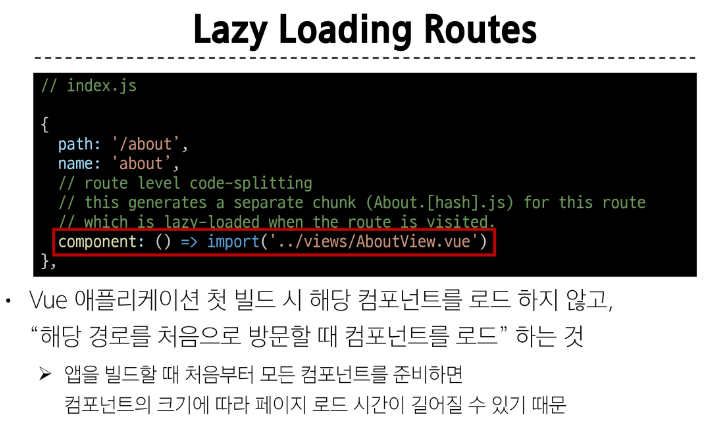 Lazy Loading Routes
// index.js
{
path: '/about',
name: 'about',
// route level code-splitting
// this generates a separate chunk (About.[hash].js) for this route
// which is lazy-loaded when the route is visited.
component: () => import('../views/AboutView.vue')
},
• Vue 애플리케이션 첫 빌드 시 해당 컴포넌트를 로드 하지 않고,
“해당 경로를 처음으로 방문할 때 컴포넌트를 로드” 하는 것
➤ 앱을 빌드할 때 처음부터 모든 컴포넌트를 준비하면
컴포넌트의 크기에 따라 페이지 로드 시간이 길어질 수 있기 때문